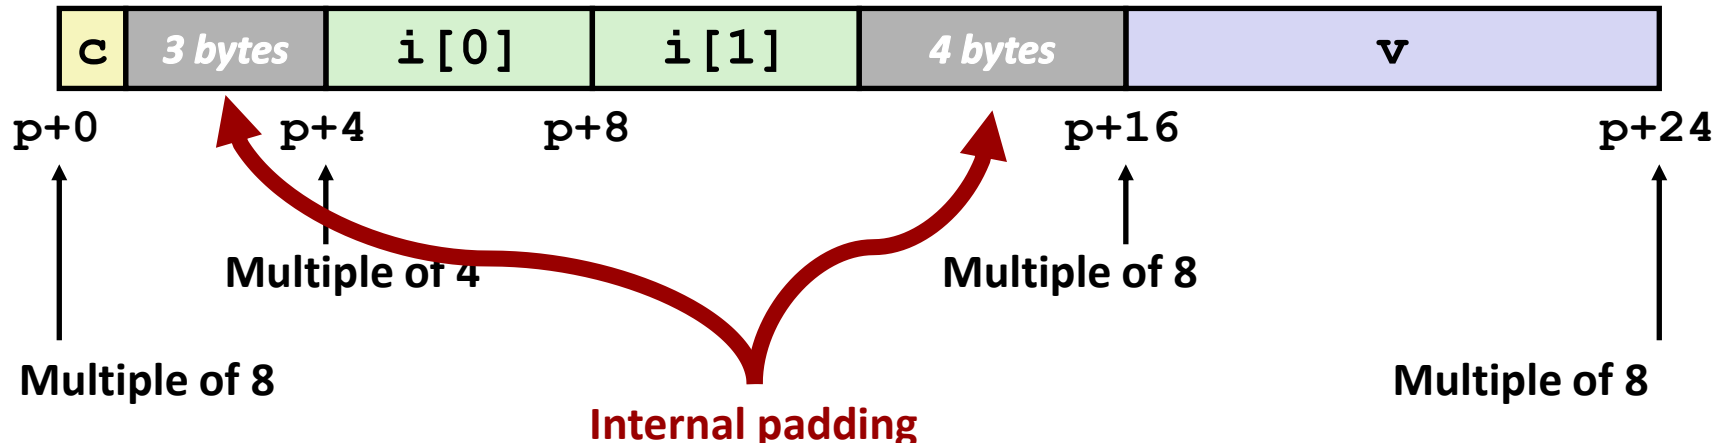 c 3 bytes i[0] i[1] 4 bytes v
p+0 p+4 p+8 p+16 p+24
Multiple of 4 Multiple of 8
Multiple of 8 Multiple of 8
Internal padding